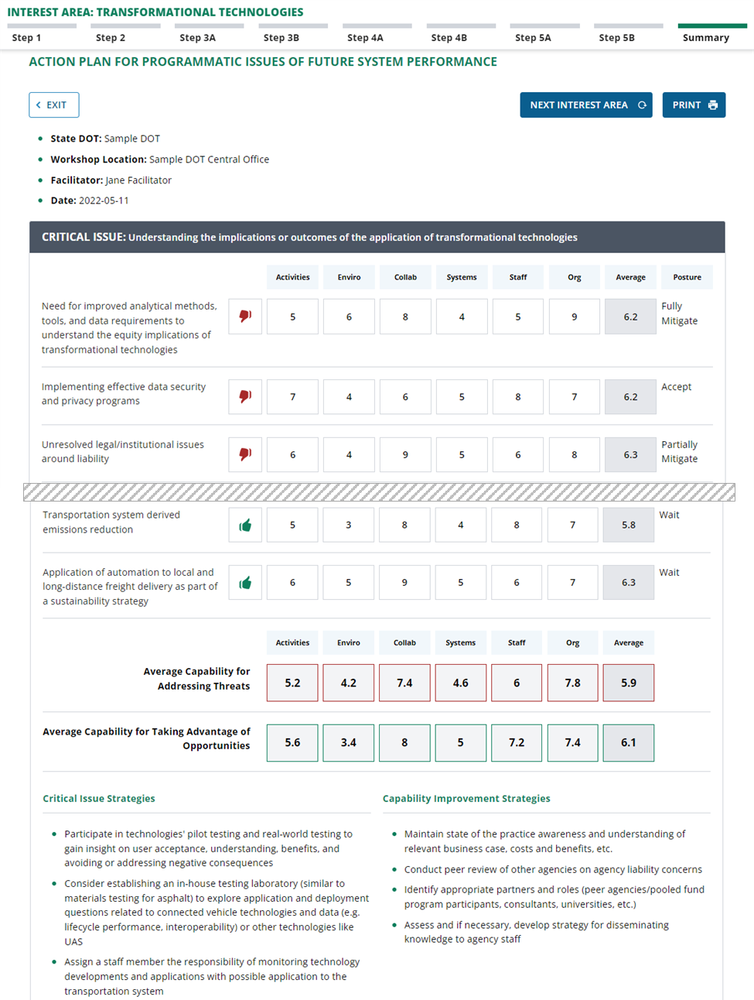 INTEREST AREA: TRANSFORMATIONAL TECHNOLOGIES
Step 1 Step 2 Step 3A Step 3B Step 4A Step 4B Step 5A Step 5B Summary
ACTION PLAN FOR PROGRAMMATIC ISSUES OF FUTURE SYSTEM PERFORMANCE
EXIT NEXT INTEREST AREA PRINT
State DOT: Sample DOT
Workshop Location: Sample DOT Central Office
Facilitator: Jane Facilitator
Date: 2022-05-11
CRITICAL ISSUE: Understanding the implications or outcomes of the application of transformational technologies
Activities Enviro Collab Systems Staff Org Average Posture
Need for improved analytical methods,
tools, and data requirements to
understand the equity implications of
transformational technologies
5 6 8 4 5 9 6.2 Fully
Mitigate
Implementing effective data security
and privacy programs
7 4 6 5 8 7 6.2 Accept
Unresolved legal/institutional issues
around liability
6 4 9 5 6 8 6.3 Partially
Mitigate
Transportation system derived
emissions reduction
5 3 8 4 8 7 5.8 Wait
Application of automation to local and
long-distance freight delivery as part of
a sustainability strategy
6 5 9 5 6 7 6.3 Wait
Activities Enviro Collab Systems Staff Org Average
Average Capability for
Addressing Threats
5.2 4.2 7.4 4.6 6 7.8 5.9
Average Capability for Taking Advantage of
Opportunities
5.6 3.4 8 5 7.2 7.4 6.1
Critical Issue Strategies
Participate in technologies' pilot testing and real-world testing to
gain insight on user acceptance, understanding, benefits, and
avoiding or addressing negative consequences
Consider establishing an in-house testing laboratory (similar to
materials testing for asphalt) to explore application and deployment
questions related to connected vehicle technologies and data (e.g.
lifecycle performance, interoperability) or other technologies like
UAS
Assign a staff member the responsibility of monitoring technology
developments and applications with possible application to the
transportation system
Capability Improvement Strategies
Maintain state of the practice awareness and understanding of
relevant business case, costs and benefits, etc.
Conduct peer review of other agencies on agency liability concerns
Identify appropriate partners and roles (peer agencies/pooled fund
program participants, consultants, universities, etc.)
Assess and if necessary, develop strategy for disseminating
knowledge to agency staff